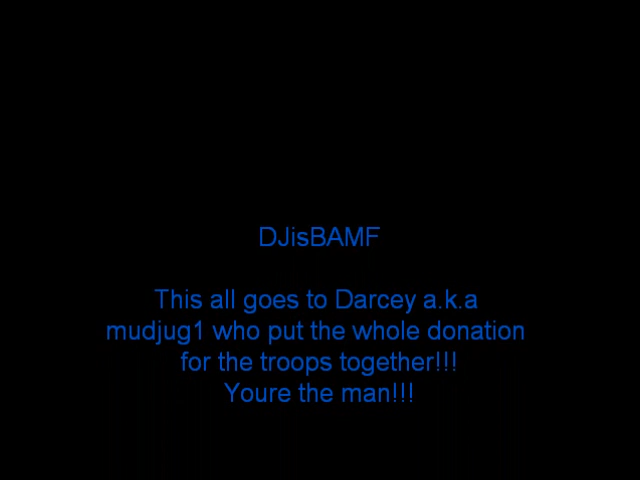 DJisBAMF
This all goes to Darcey a.k.a
mudjug1 who put the whole donation
for the troops together!!!
Youre the man!!!